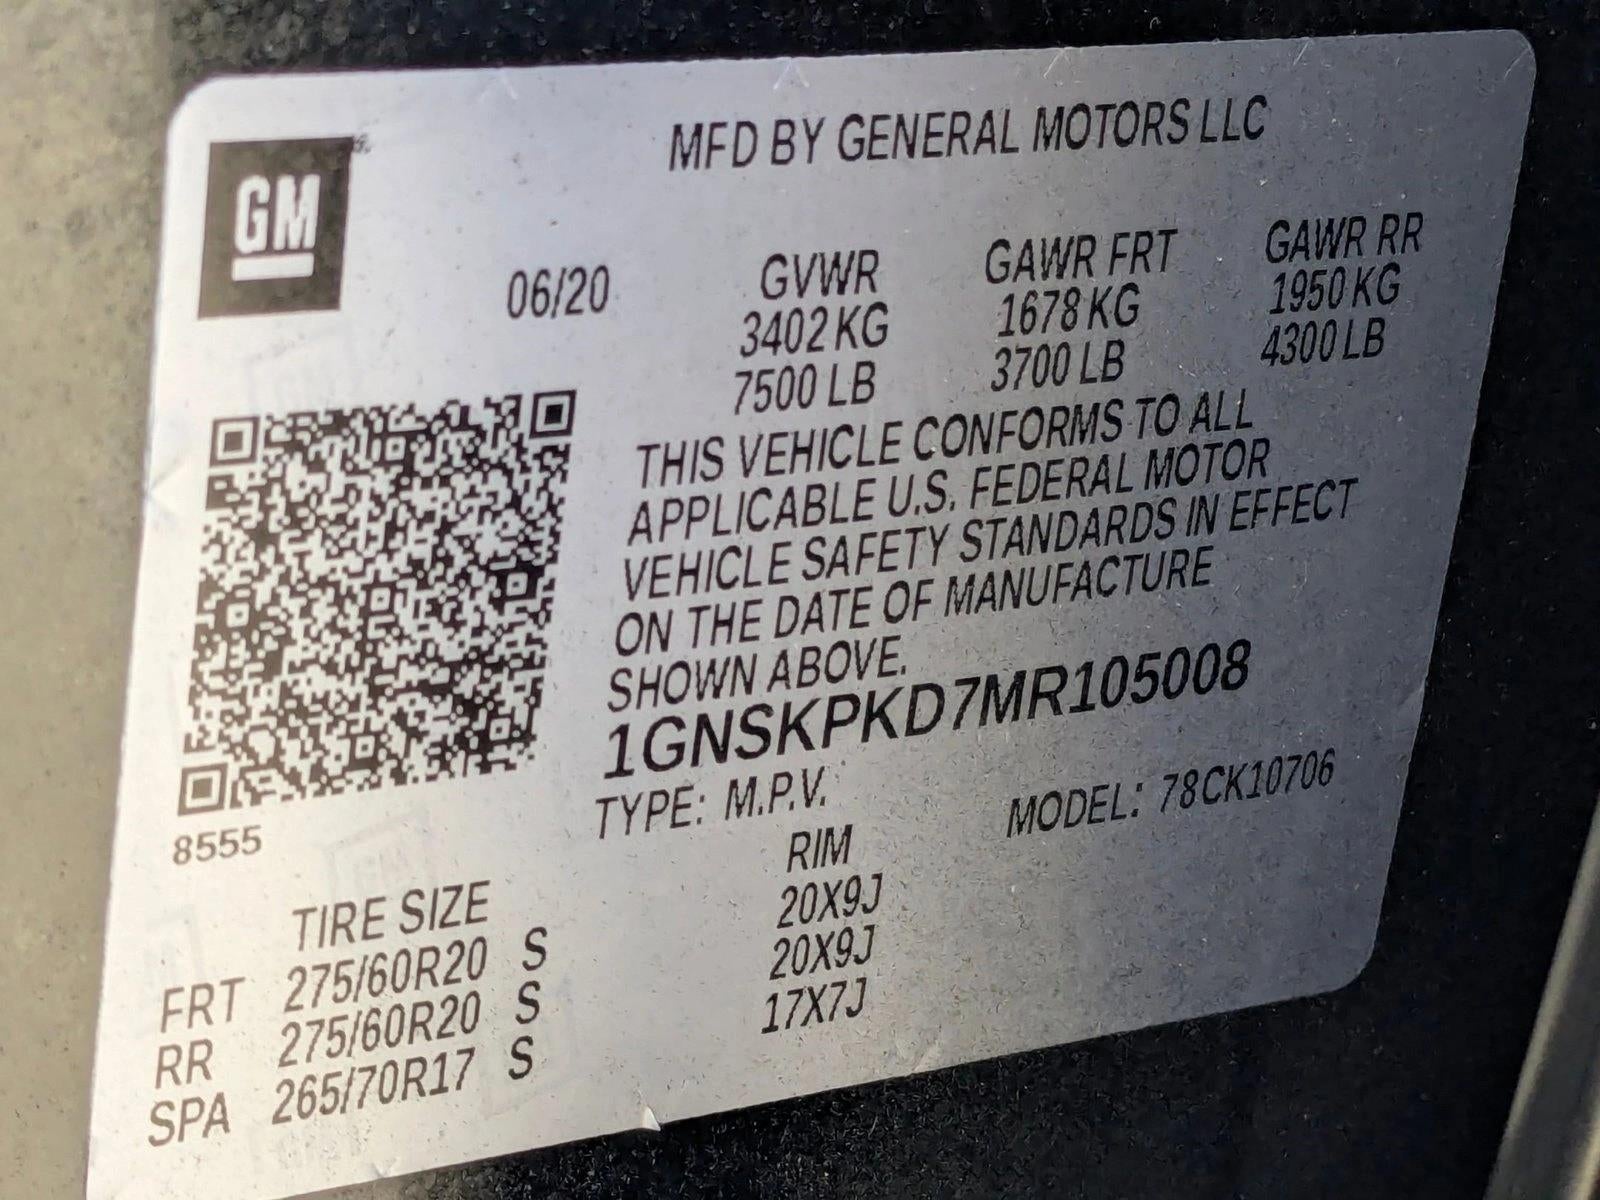 MFD BY GENERAL MOTORS LLC
GM
06/20 GVWR GAWR FRT GAWR RR
3402 KG 1678 KG 1950 KG
7500 LB 3700 LB 4300 LB
THIS VEHICLE CONFORMS TO ALL
APPLICABLE U.S. FEDERAL MOTOR
VEHICLE SAFETY STANDARDS IN EFFECT
ON THE DATE OF MANUFACTURE
SHOWN ABOVE.
1GNSKPKD7MR105008
TYPE: M.P.V. MODEL: 78CK10706
8555
TIRE SIZE RIM
FRT 275/60R20 S 20X9J
RR 275/60R20 S 20X9J
SPA 265/70R17 S 17X7J